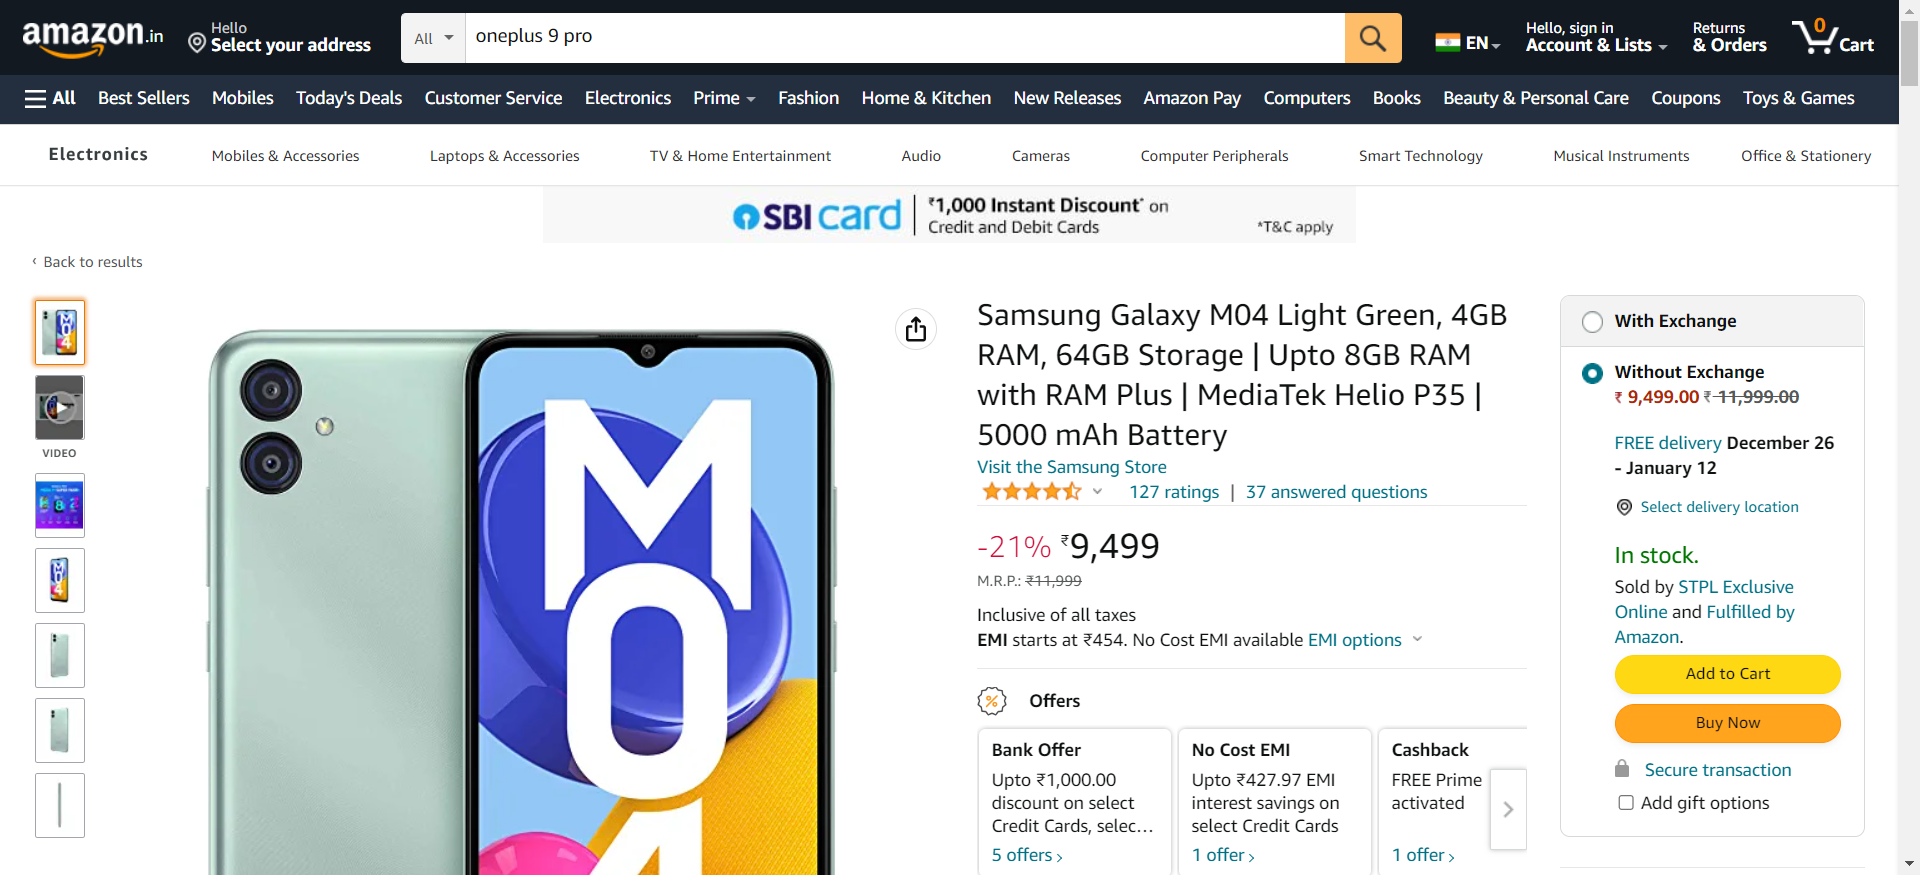 amazon.in
Hello
Select your address
All
oneplus 9 pro
EN
Hello, sign in
Account & Lists
Returns
& Orders
0
Cart
All
Best Sellers
Mobiles
Today's Deals
Customer Service
Electronics
Prime
Fashion
Home & Kitchen
New Releases
Amazon Pay
Computers
Books
Beauty & Personal Care
Coupons
Toys & Games
Electronics
Mobiles & Accessories
Laptops & Accessories
TV & Home Entertainment
Audio
Cameras
Computer Peripherals
Smart Technology
Musical Instruments
Office & Stationery
SBI card
₹1,000 Instant Discount* on
Credit and Debit Cards
*T&C apply
‹ Back to results
VIDEO
M04
Samsung Galaxy M04 Light Green, 4GB
RAM, 64GB Storage | Upto 8GB RAM
with RAM Plus | MediaTek Helio P35 |
5000 mAh Battery
Visit the Samsung Store
127 ratings | 37 answered questions
-21% ₹9,499
M.R.P.: ₹11,999
Inclusive of all taxes
EMI starts at ₹454. No Cost EMI available EMI options
Offers
Bank Offer
Upto ₹1,000.00
discount on select
Credit Cards, selec…
5 offers ›
No Cost EMI
Upto ₹427.97 EMI
interest savings on
select Credit Cards
1 offer ›
Cashback
FREE Prime
activated
1 offer ›
With Exchange
Without Exchange
₹ 9,499.00 ₹ 11,999.00
FREE delivery December 26
- January 12
Select delivery location
In stock.
Sold by STPL Exclusive
Online and Fulfilled by
Amazon.
Add to Cart
Buy Now
Secure transaction
Add gift options